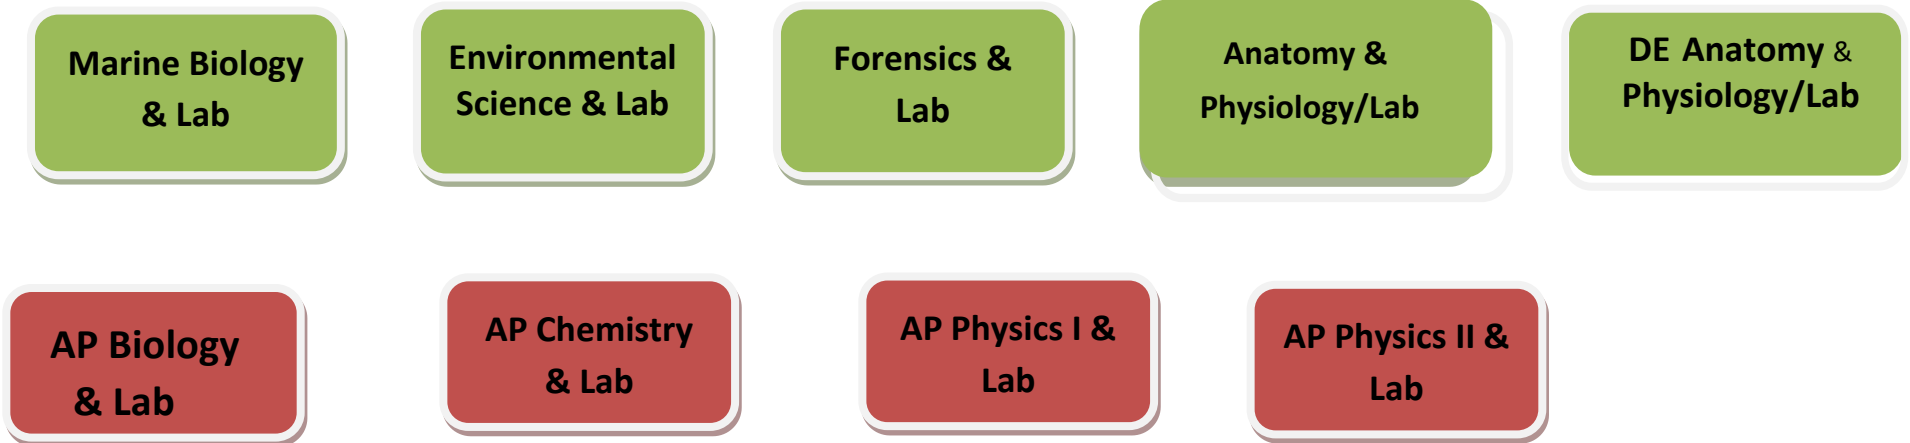 Marine Biology
& Lab
Environmental
Science & Lab
Forensics &
Lab
Anatomy &
Physiology/Lab
DE Anatomy &
Physiology/Lab
AP Biology
& Lab
AP Chemistry
& Lab
AP Physics I &
Lab
AP Physics II &
Lab